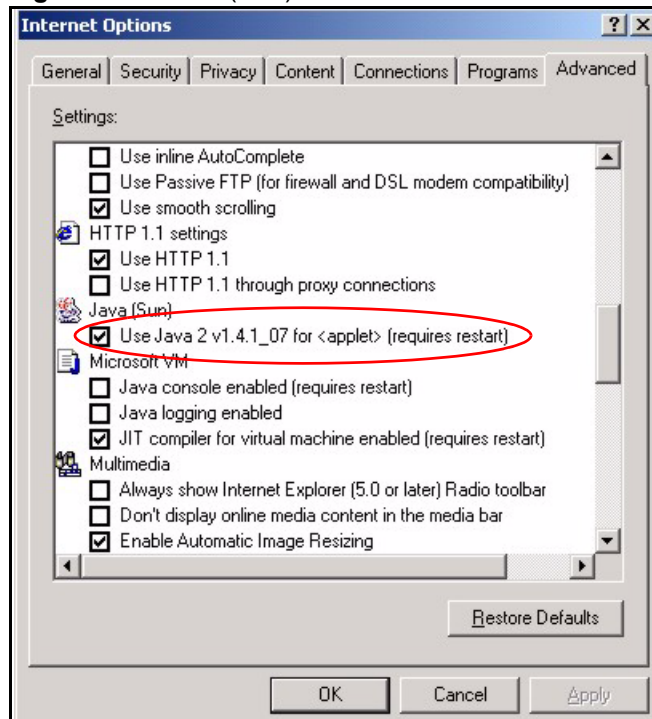 Internet Options
General Security Privacy Content Connections Programs Advanced
Settings:
Use inline AutoComplete
Use Passive FTP (for firewall and DSL modem compatibility)
Use smooth scrolling
HTTP 1.1 settings
Use HTTP 1.1
Use HTTP 1.1 through proxy connections
Java (Sun)
Use Java 2 v1.4.1_07 for <applet> (requires restart)
Microsoft VM
Java console enabled (requires restart)
Java logging enabled
JIT compiler for virtual machine enabled (requires restart)
Multimedia
Always show Internet Explorer (5.0 or later) Radio toolbar
Don't display online media content in the media bar
Enable Automatic Image Resizing
Restore Defaults
OK Cancel Apply